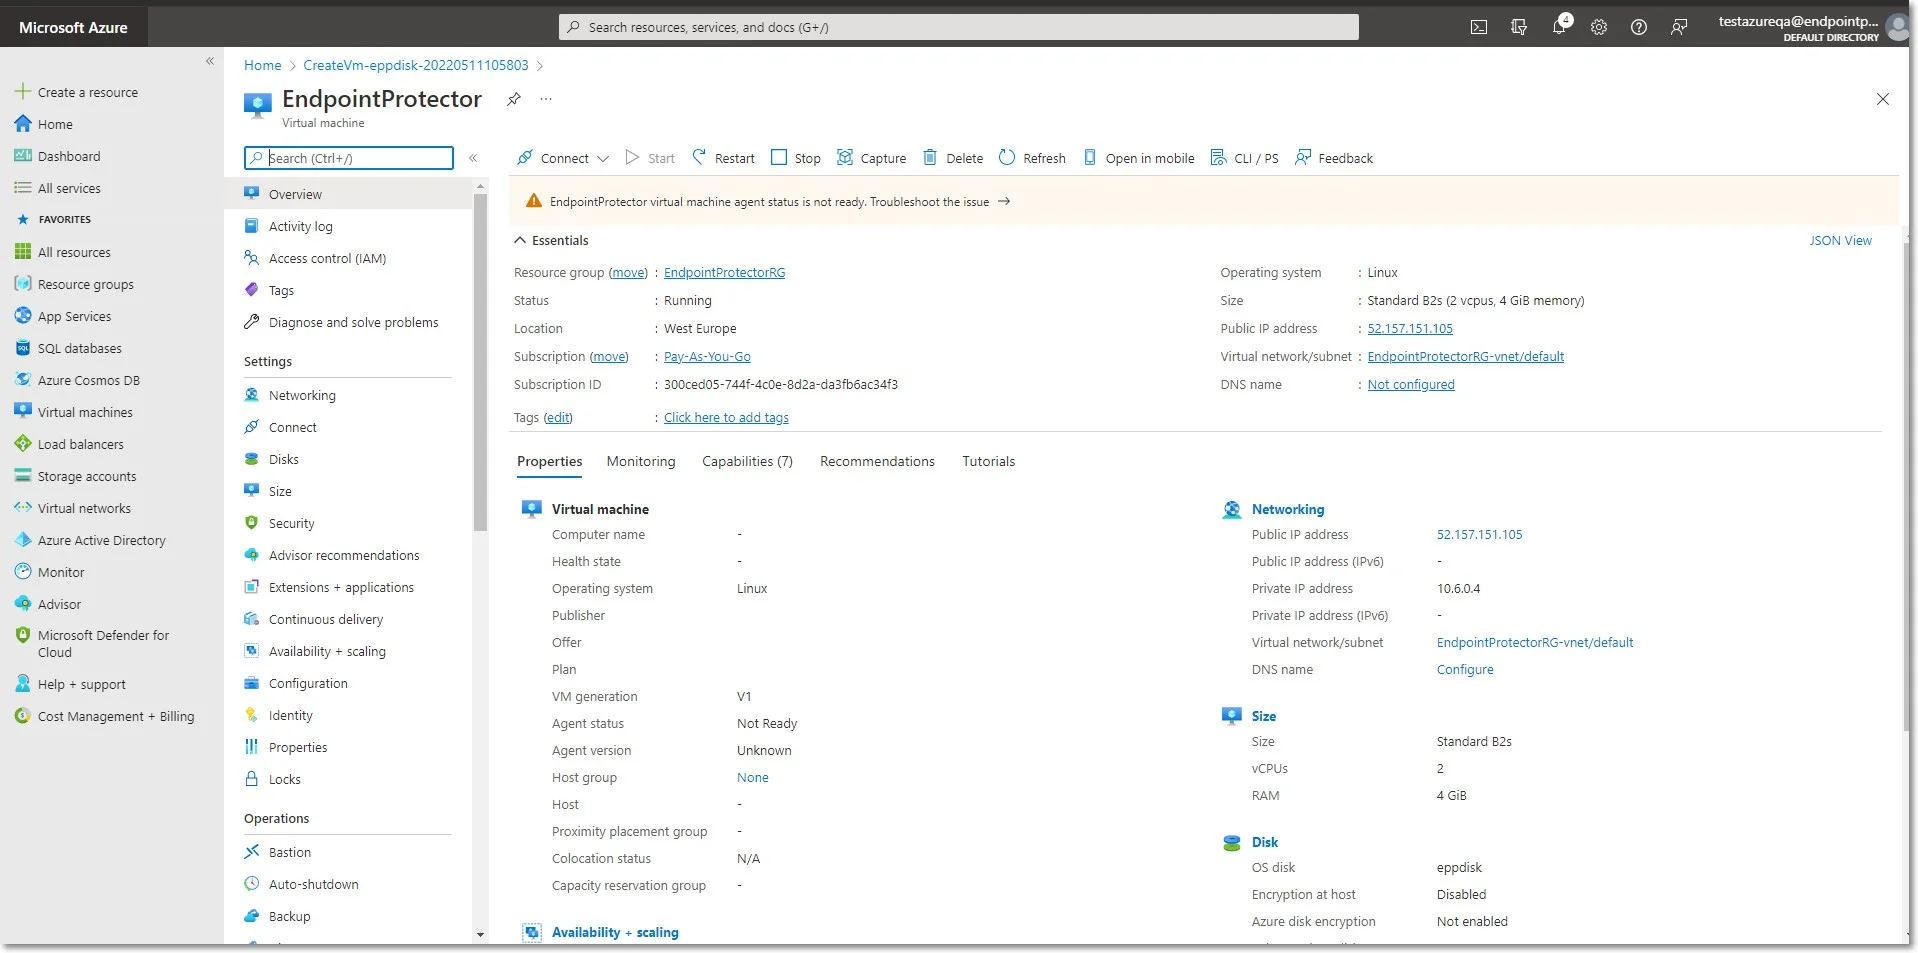 Microsoft Azure
Search resources, services, and docs (G+/)
4
testazureqa@endpointp...
DEFAULT DIRECTORY
Create a resource
Home
Dashboard
All services
FAVORITES
All resources
Resource groups
App Services
SQL databases
Azure Cosmos DB
Virtual machines
Load balancers
Storage accounts
Virtual networks
Azure Active Directory
Monitor
Advisor
Microsoft Defender for
Cloud
Help + support
Cost Management + Billing
Home > CreateVm-eppdisk-20220511105803 >
EndpointProtector
Virtual machine
Search (Ctrl+/)
Overview
Activity log
Access control (IAM)
Tags
Diagnose and solve problems
Settings
Networking
Connect
Disks
Size
Security
Advisor recommendations
Extensions + applications
Continuous delivery
Availability + scaling
Configuration
Identity
Properties
Locks
Operations
Bastion
Auto-shutdown
Backup
Connect Start Restart Stop Capture Delete Refresh Open in mobile CLI / PS Feedback
EndpointProtector virtual machine agent status is not ready. Troubleshoot the issue →
Essentials
JSON View
Resource group (move) : EndpointProtectorRG
Status : Running
Location : West Europe
Subscription (move) : Pay-As-You-Go
Subscription ID : 300ced05-744f-4c0e-8d2a-da3fb6ac34f3
Tags (edit) : Click here to add tags
Operating system : Linux
Size : Standard B2s (2 vcpus, 4 GiB memory)
Public IP address : 52.157.151.105
Virtual network/subnet : EndpointProtectorRG-vnet/default
DNS name : Not configured
Properties Monitoring Capabilities (7) Recommendations Tutorials
Virtual machine
Computer name -
Health state -
Operating system Linux
Publisher
Offer
Plan
VM generation V1
Agent status Not Ready
Agent version Unknown
Host group None
Host -
Proximity placement group -
Colocation status N/A
Capacity reservation group -
Availability + scaling
Networking
Public IP address 52.157.151.105
Public IP address (IPv6) -
Private IP address 10.6.0.4
Private IP address (IPv6) -
Virtual network/subnet EndpointProtectorRG-vnet/default
DNS name Configure
Size
Size Standard B2s
vCPUs 2
RAM 4 GiB
Disk
OS disk eppdisk
Encryption at host Disabled
Azure disk encryption Not enabled